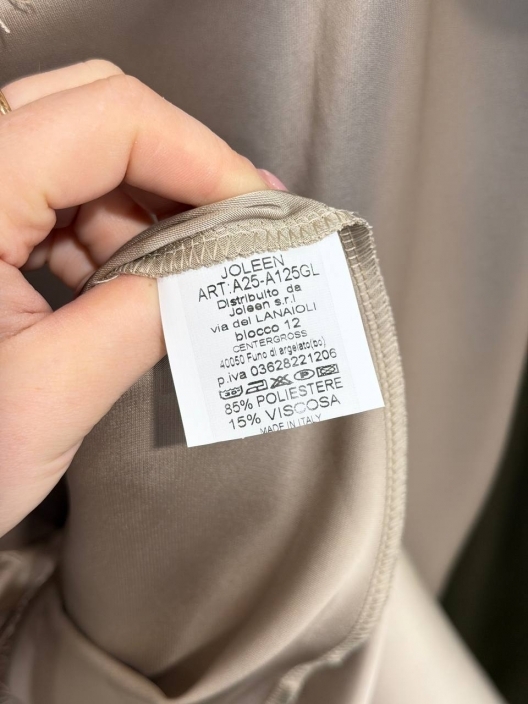 JOLEEN
ART:A25-A125GL
Distribuito da
Joleen s.r.l
via dei LANAIOLI
blocco 12
CENTERGROSS
40050 Funo di argelato(bo)
p.iva 03628221206
85% POLIESTERE
15% VISCOSA
MADE IN ITALY